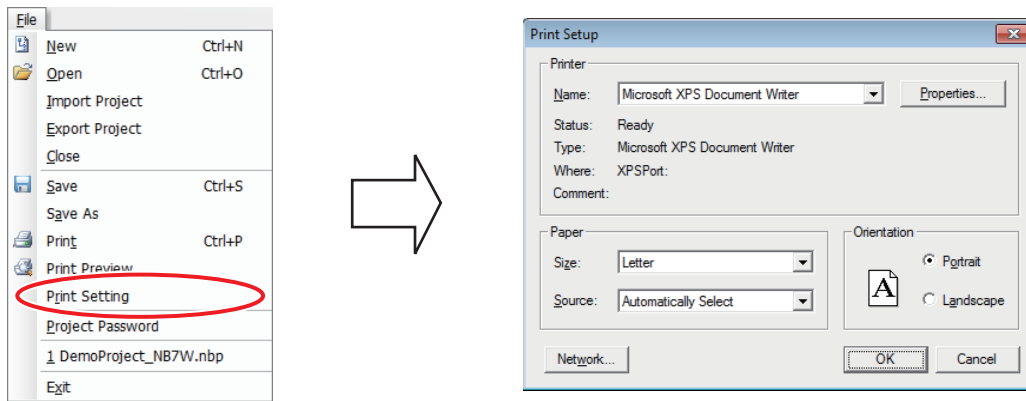 File
New Ctrl+N
Open Ctrl+O
Import Project
Export Project
Close
Save Ctrl+S
Save As
Print Ctrl+P
Print Preview
Print Setting
Project Password
1 DemoProject_NB7W.nbp
Exit
Print Setup
Printer
Name: Microsoft XPS Document Writer Properties...
Status: Ready
Type: Microsoft XPS Document Writer
Where: XPSPort:
Comment:
Paper
Size: Letter
Source: Automatically Select
Orientation
A
Portrait
Landscape
Network... OK Cancel